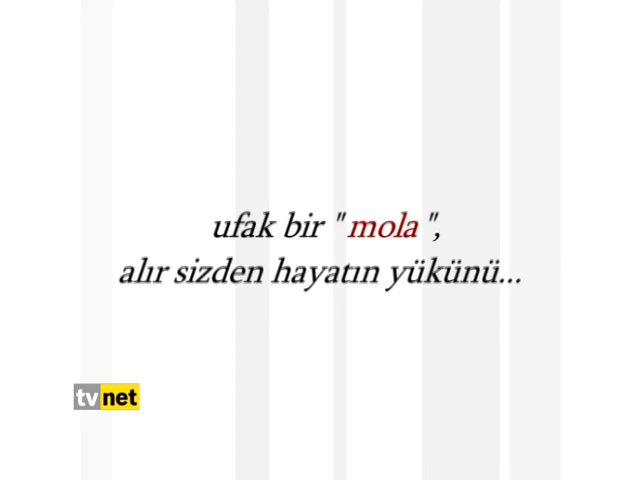 ufak bir "mola",
alır sizden hayatın yükünü...
tvnet